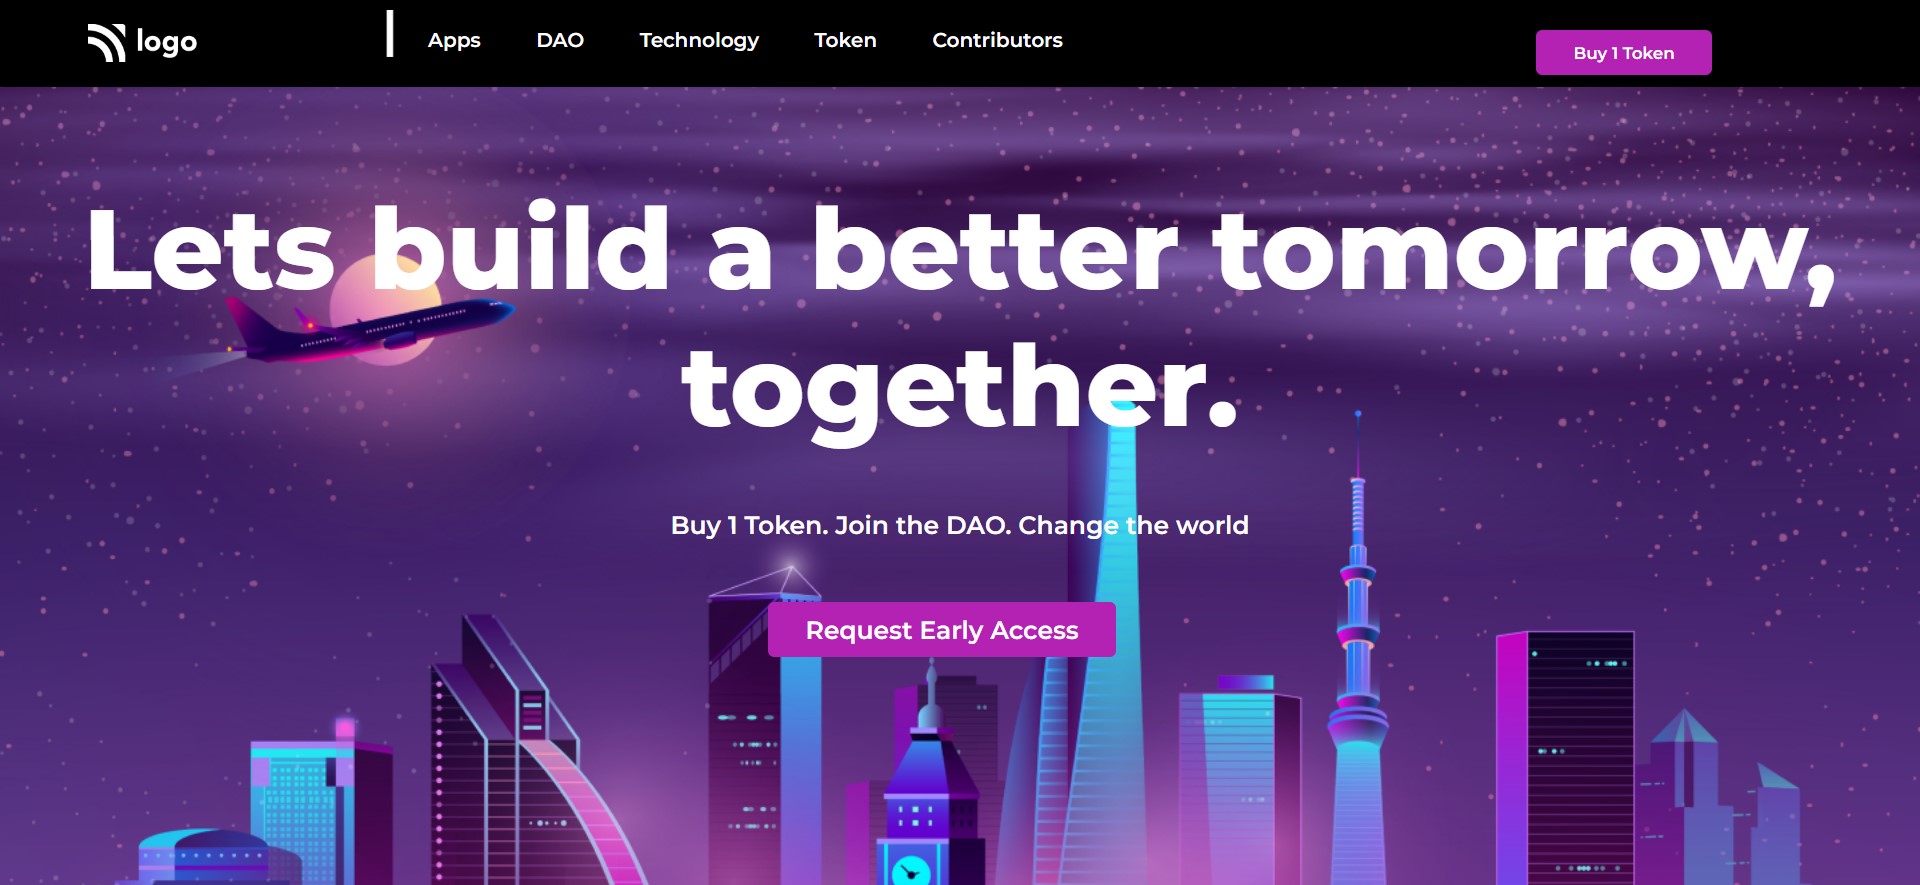 logo
Apps DAO Technology Token Contributors
Buy 1 Token
Lets build a better tomorrow,
together.
Buy 1 Token. Join the DAO. Change the world
Request Early Access